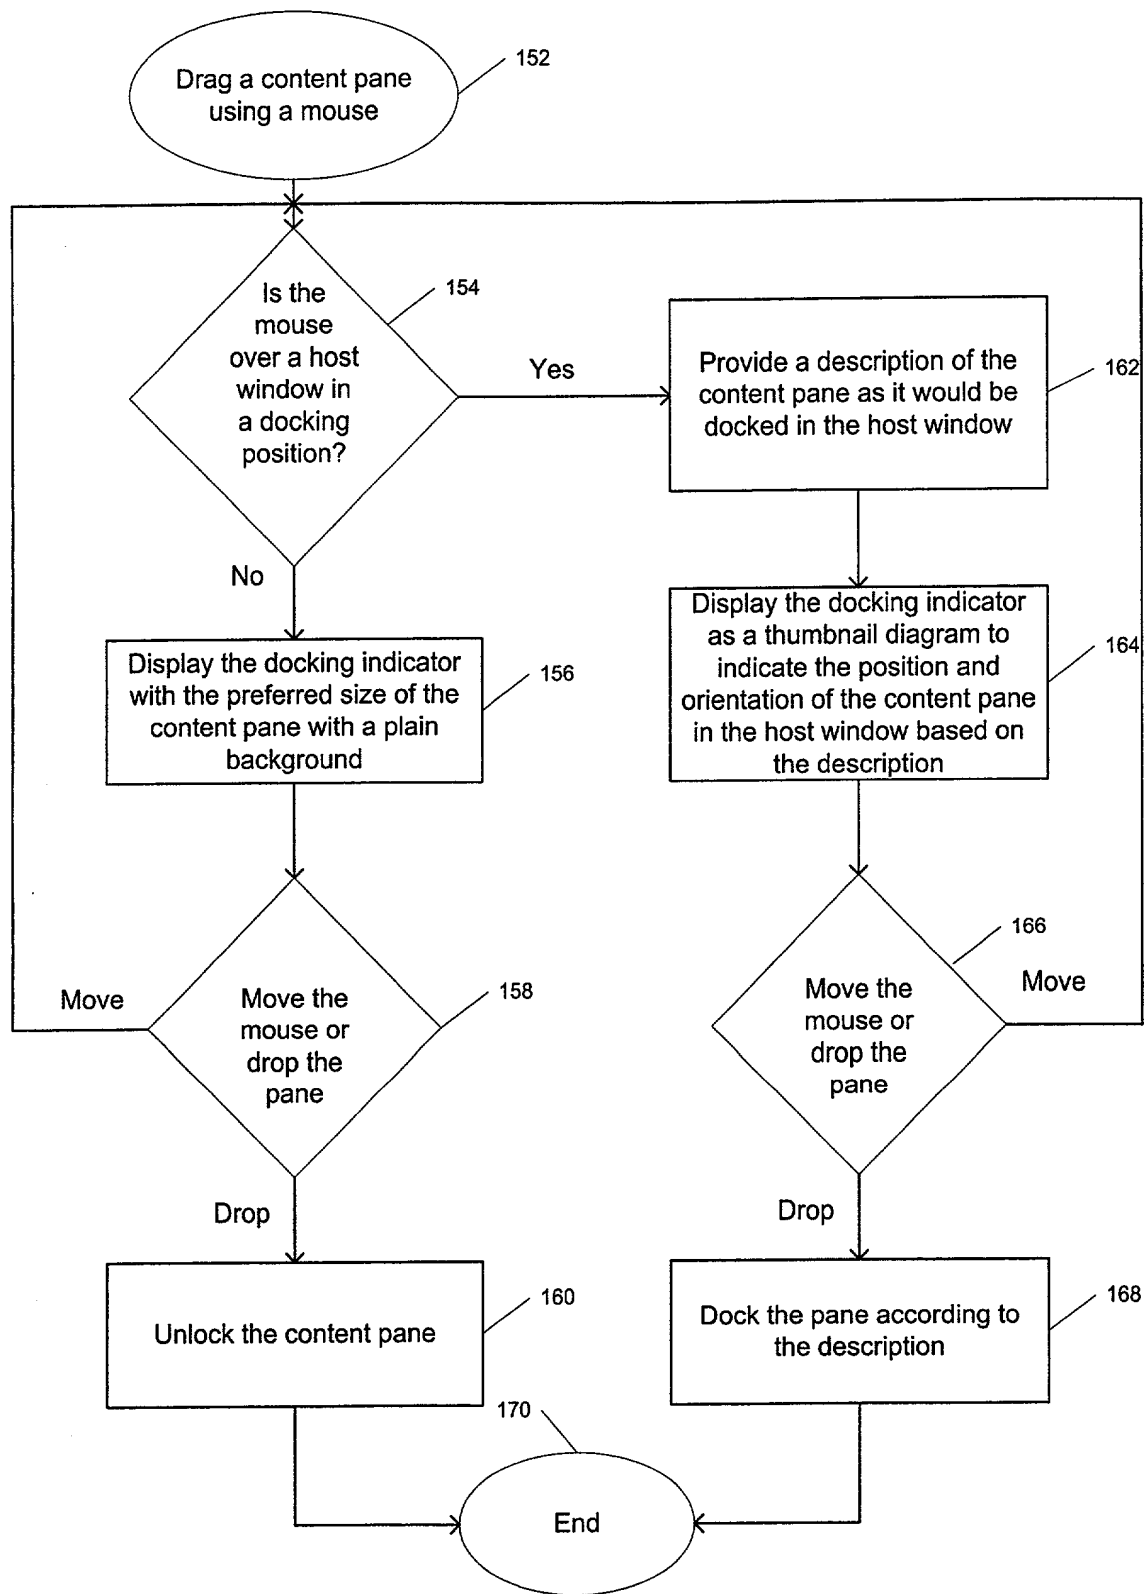 Drag a content pane
using a mouse
152
Is the
mouse
over a host
window in
a docking
position?
154
Yes
Provide a description of the
content pane as it would be
docked in the host window
162
No
Display the docking indicator
with the preferred size of the
content pane with a plain
background
156
Display the docking indicator
as a thumbnail diagram to
indicate the position and
orientation of the content pane
in the host window based on
the description
164
Move
Move the
mouse or
drop the
pane
158
Move the
mouse or
drop the
pane
166
Move
Drop
Drop
Unlock the content pane
160
Dock the pane according to
the description
168
170
End